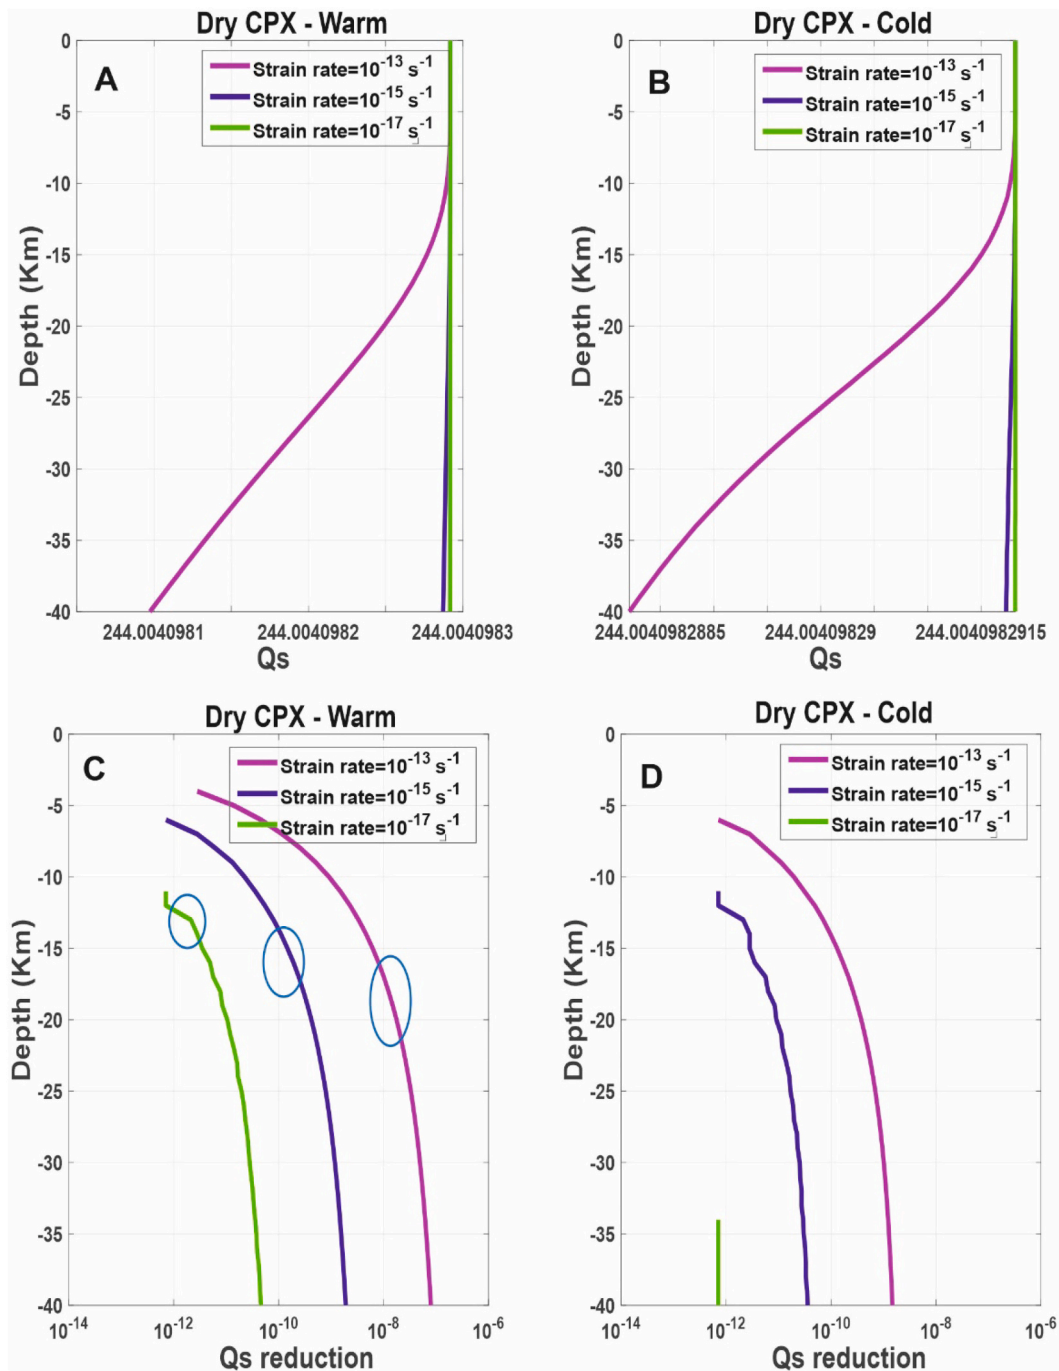 Dry CPX - Warm
A
Strain rate=10⁻¹³ s⁻¹
Strain rate=10⁻¹⁵ s⁻¹
Strain rate=10⁻¹⁷ s⁻¹
0
-5
-10
-15
-20
-25
-30
-35
-40
Depth (Km)
244.0040981 244.0040982 244.0040983
Qs
Dry CPX - Cold
B
Strain rate=10⁻¹³ s⁻¹
Strain rate=10⁻¹⁵ s⁻¹
Strain rate=10⁻¹⁷ s⁻¹
0
-5
-10
-15
-20
-25
-30
-35
-40
Depth (Km)
244.0040982885 244.00409829 244.0040982915
Qs
Dry CPX - Warm
C
Strain rate=10⁻¹³ s⁻¹
Strain rate=10⁻¹⁵ s⁻¹
Strain rate=10⁻¹⁷ s⁻¹
0
-5
-10
-15
-20
-25
-30
-35
-40
Depth (Km)
10⁻¹⁴ 10⁻¹² 10⁻¹⁰ 10⁻⁸ 10⁻⁶
Qs reduction
Dry CPX - Cold
D
Strain rate=10⁻¹³ s⁻¹
Strain rate=10⁻¹⁵ s⁻¹
Strain rate=10⁻¹⁷ s⁻¹
0
-5
-10
-15
-20
-25
-30
-35
-40
Depth (Km)
10⁻¹⁴ 10⁻¹² 10⁻¹⁰ 10⁻⁸ 10⁻⁶
Qs reduction